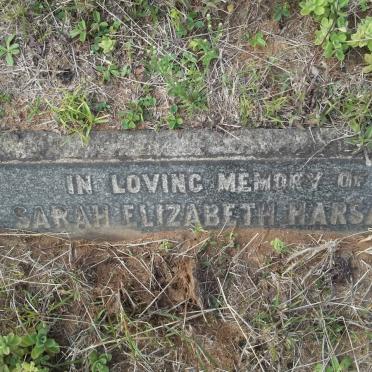 IN LOVING MEMORY OF
SARAH ELIZABETH HARSA